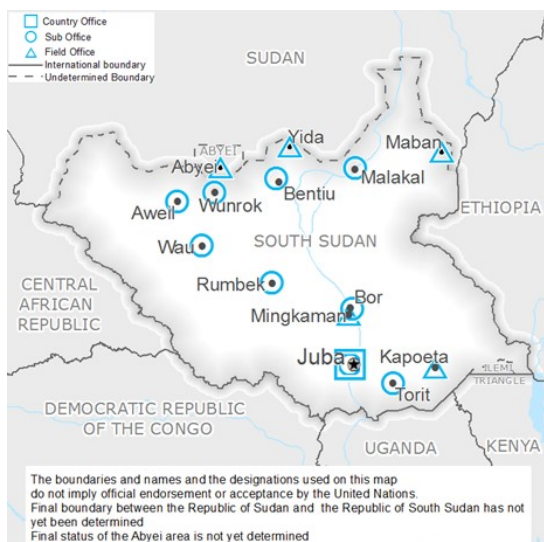 Country Office
Sub Office
Field Office
International boundary
Undetermined Boundary
SUDAN
Yida
ABYEI
Maban
Abyei
Malakal
Bentiu
Wunrok
Aweil
ETHIOPIA
Wau
SOUTH SUDAN
CENTRAL
AFRICAN
REPUBLIC
Rumbek
Bor
Mingkaman
Juba
Kapoeta
ILEMI
TRIANGLE
Torit
DEMOCRATIC REPUBLIC
OF THE CONGO
UGANDA
KENYA
The boundaries and names and the designations used on this map
do not imply official endorsement or acceptance by the United Nations.
Final boundary between the Republic of Sudan and the Republic of South Sudan has not
yet been determined
Final status of the Abyei area is not yet determined